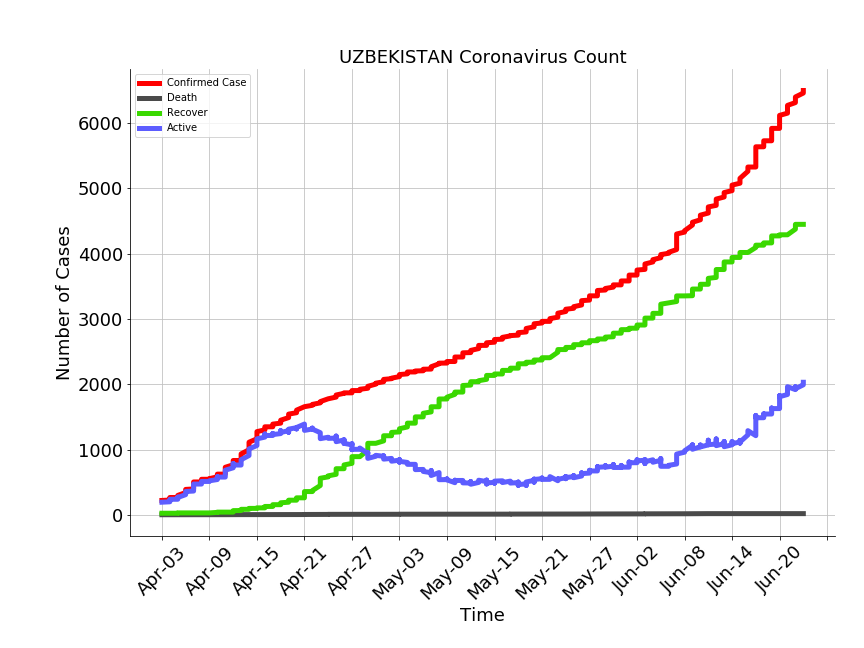 UZBEKISTAN Coronavirus Count
Confirmed Case
Death
Recover
Active
Number of Cases
6000
5000
4000
3000
2000
1000
0
Apr-03
Apr-09
Apr-15
Apr-21
Apr-27
May-03
May-09
May-15
May-21
May-27
Jun-02
Jun-08
Jun-14
Jun-20
Time